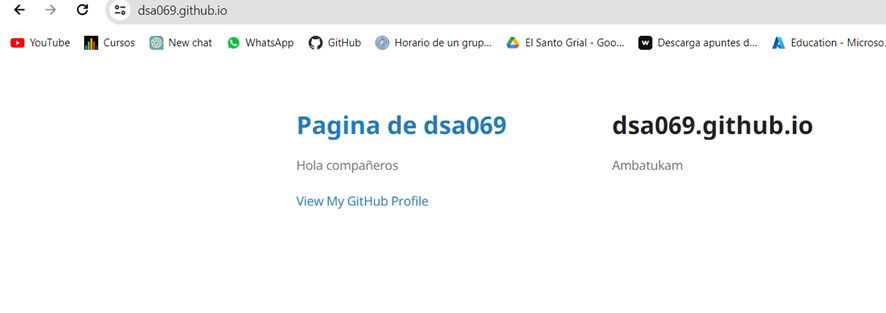 dsa069.github.io
YouTube Cursos New chat WhatsApp GitHub Horario de un grup... El Santo Grial - Goo... Descarga apuntes d... Education - Microso...
Pagina de dsa069
Hola compañeros
View My GitHub Profile
dsa069.github.io
Ambatukam